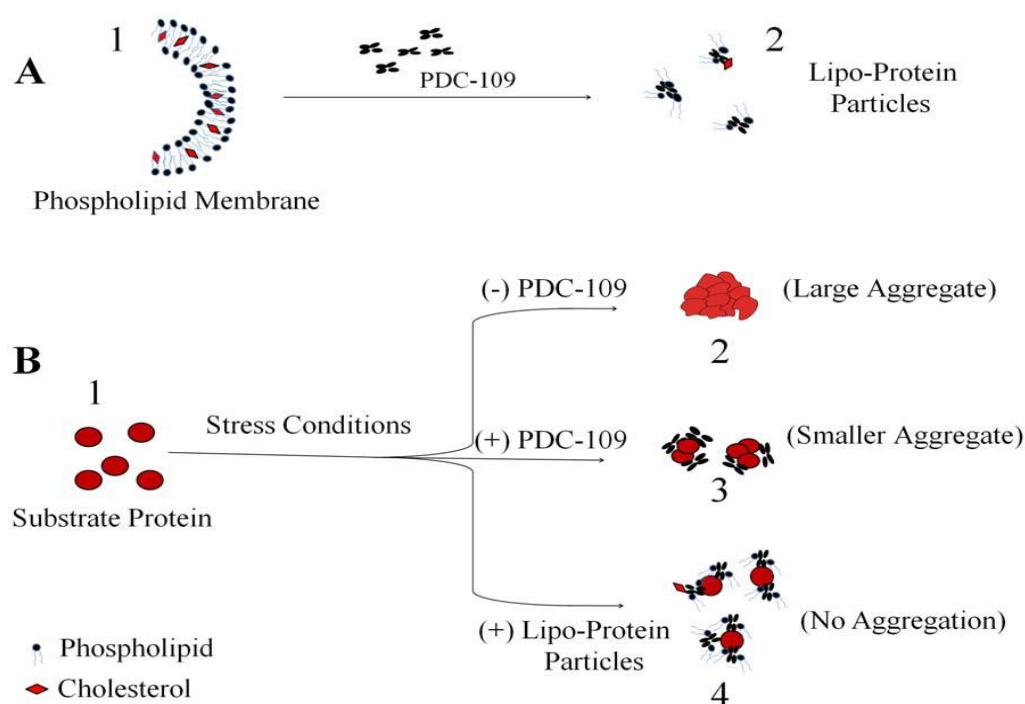 1
2
A
PDC-109
Lipo-Protein
Particles
Phospholipid Membrane
(-) PDC-109
(Large Aggregate)
2
B
1
Stress Conditions
(+) PDC-109
(Smaller Aggregate)
3
Substrate Protein
(+) Lipo-Protein
Particles
(No Aggregation)
4
Phospholipid
Cholesterol